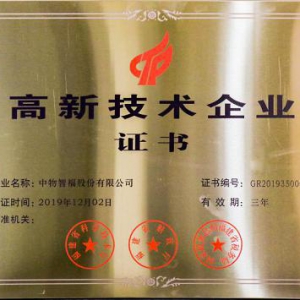 高新技术企业
证书
业名称：中物智福股份有限公司
证书编号：GR20193300
证时间：2019年12月02日
有效期：三年
准机关：